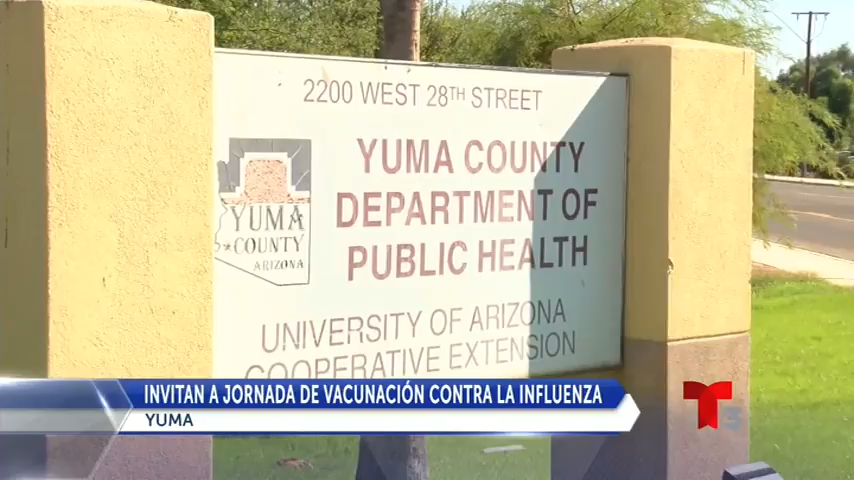 2200 WEST 28TH STREET
YUMA COUNTY
DEPARTMENT OF
PUBLIC HEALTH
YUMA
COUNTY
ARIZONA
UNIVERSITY OF ARIZONA
COOPERATIVE EXTENSION
INVITAN A JORNADA DE VACUNACIÓN CONTRA LA INFLUENZA
YUMA